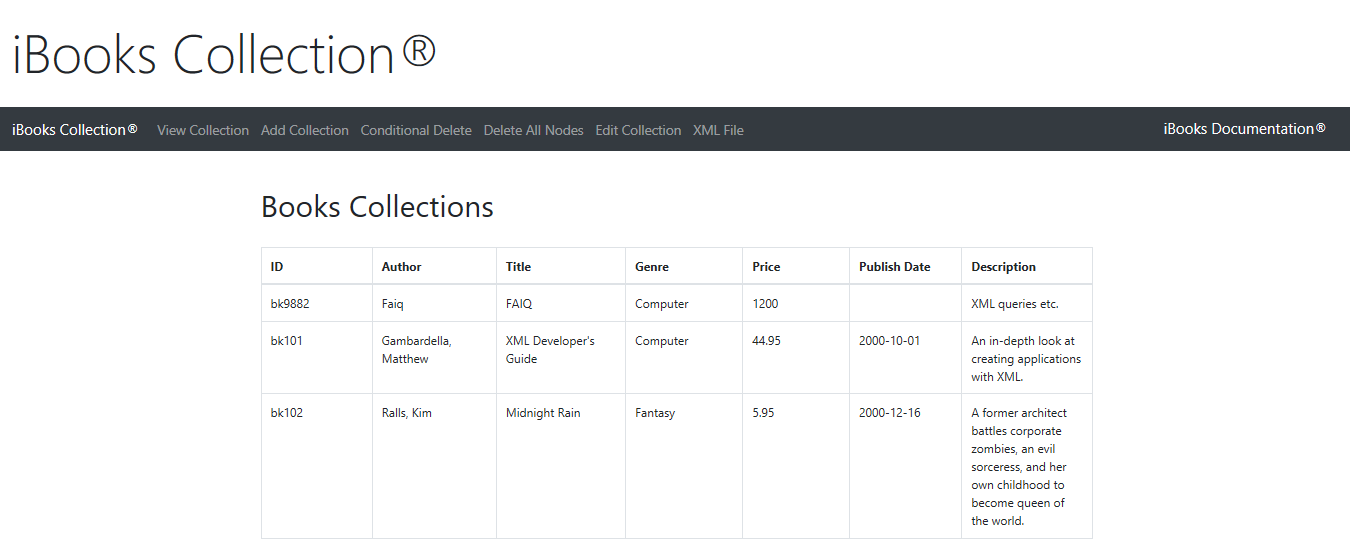 iBooks Collection®
iBooks Collection® View Collection Add Collection Conditional Delete Delete All Nodes Edit Collection XML File iBooks Documentation®
Books Collections
ID Author Title Genre Price Publish Date Description
bk9882 Faiq FAIQ Computer 1200 XML queries etc.
bk101 Gambardella, XML Developer's Computer 44.95 2000-10-01 An in-depth look at
Matthew Guide creating applications
with XML.
bk102 Ralls, Kim Midnight Rain Fantasy 5.95 2000-12-16 A former architect
battles corporate
zombies, an evil
sorceress, and her
own childhood to
become queen of
the world.